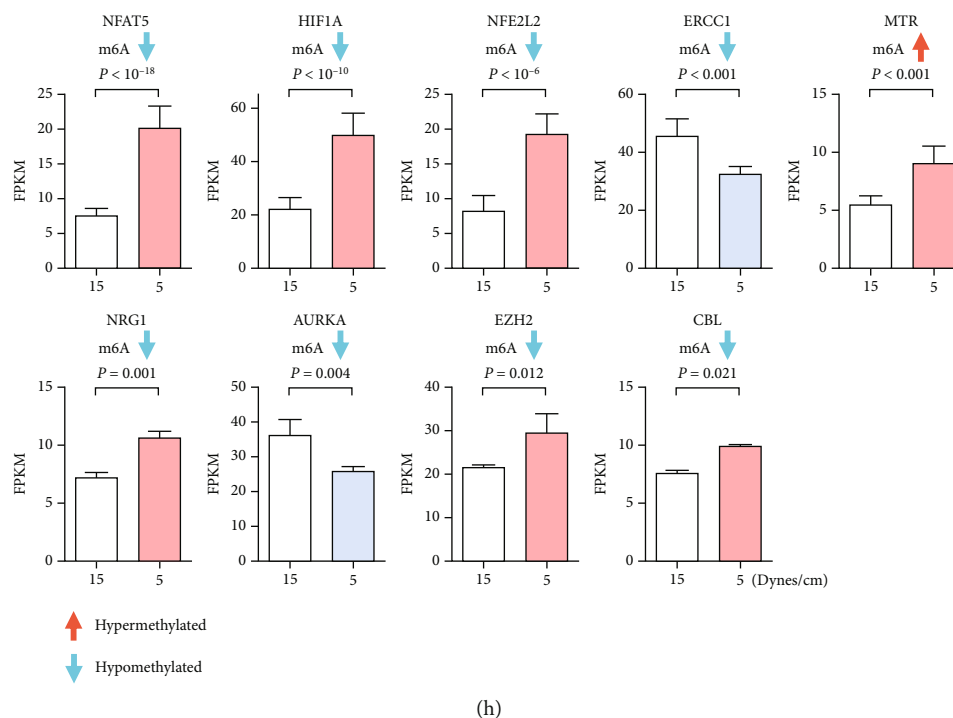 NFAT5
m6A
P < 10⁻¹⁸
25
20
15
10
5
0
FPKM
15 5
HIF1A
m6A
P < 10⁻¹⁰
60
40
20
0
FPKM
15 5
NFE2L2
m6A
P < 10⁻⁶
25
20
15
10
5
0
FPKM
15 5
ERCC1
m6A
P < 0.001
60
40
20
0
FPKM
15 5
MTR
m6A
P < 0.001
15
10
5
0
FPKM
15 5
NRG1
m6A
P = 0.001
15
10
5
0
FPKM
15 5
AURKA
m6A
P = 0.004
50
40
30
20
10
0
FPKM
15 5
EZH2
m6A
P = 0.012
40
30
20
10
0
FPKM
15 5
CBL
m6A
P = 0.021
15
10
5
0
FPKM
15 5 (Dynes/cm)
Hypermethylated
Hypomethylated
(h)